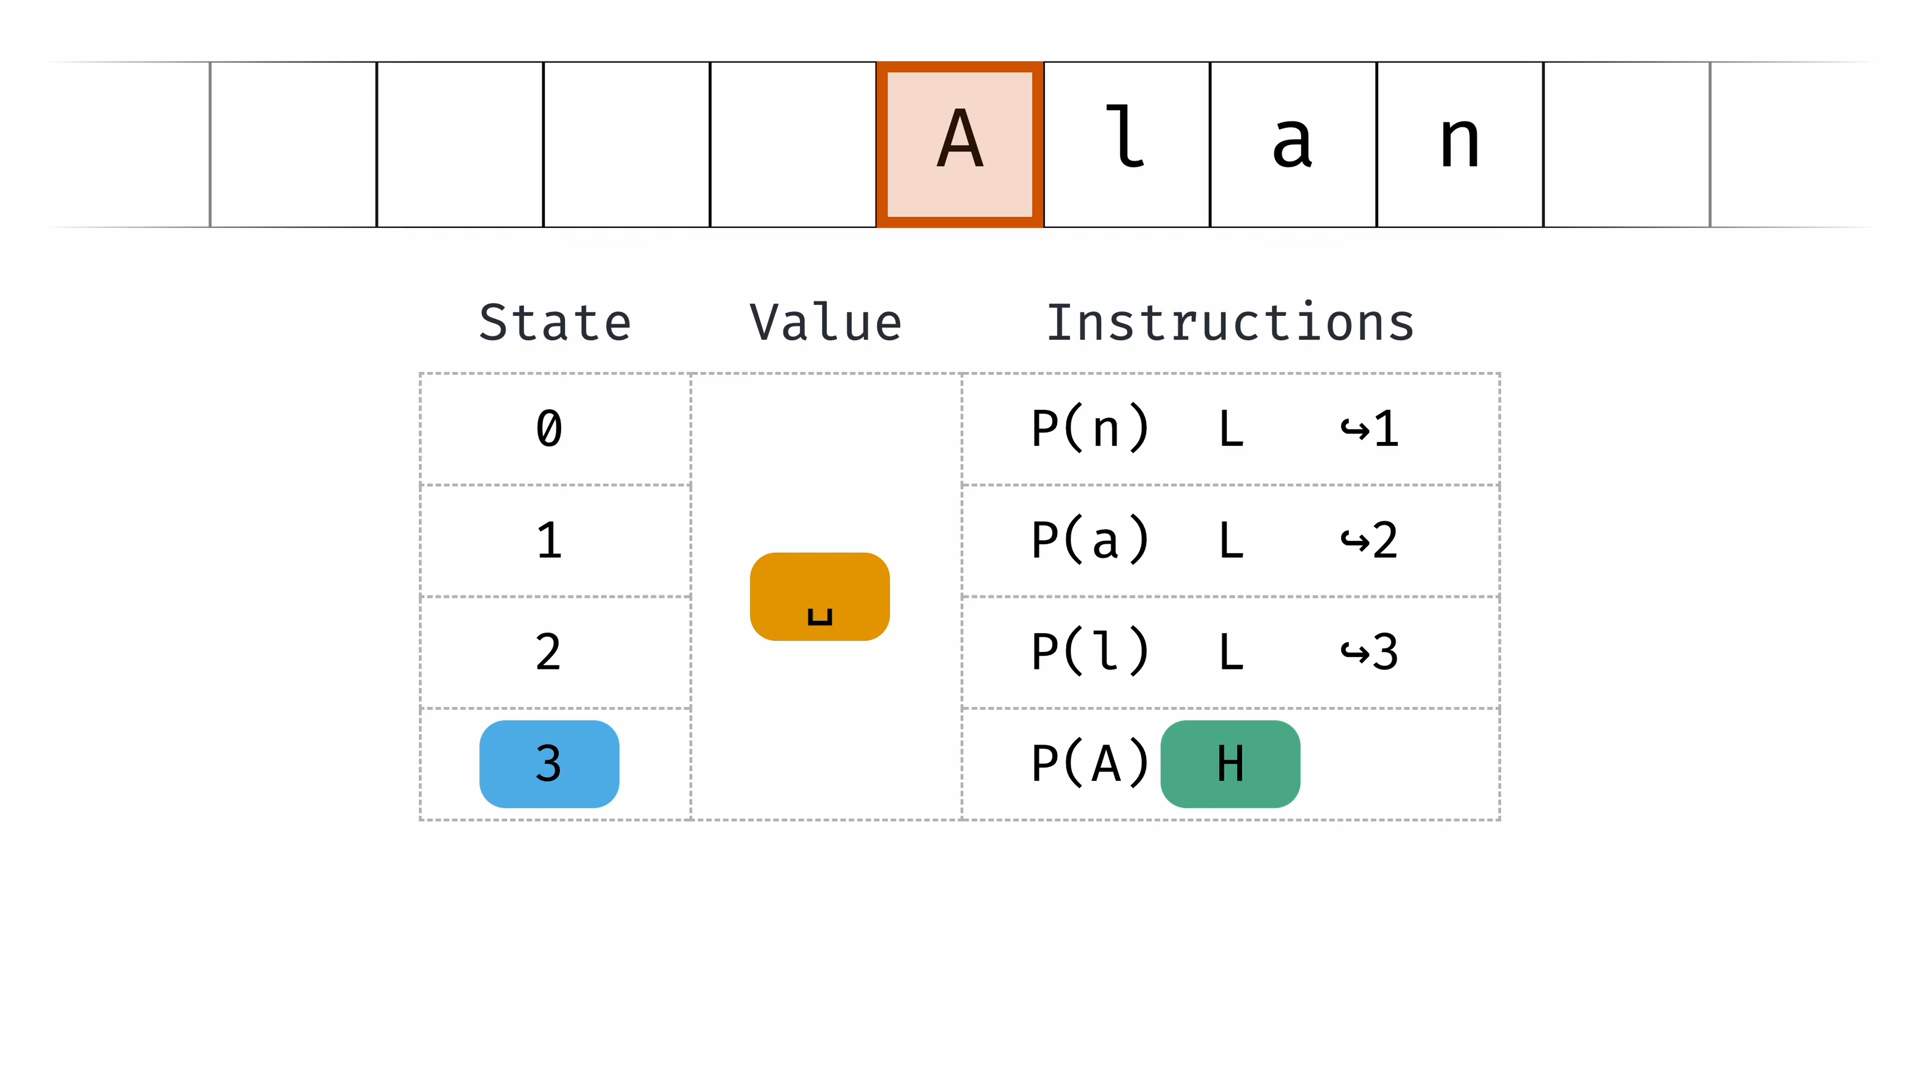 A l a n
State Value Instructions
0 P(n) L ↪1
1 P(a) L ↪2
␣
2 P(l) L ↪3
3 P(A) H